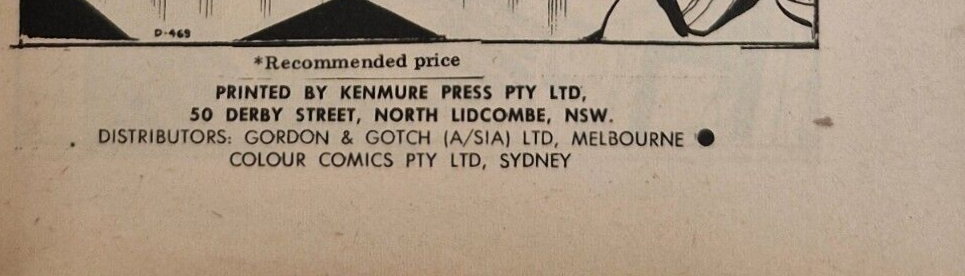 D-469
*Recommended price
PRINTED BY KENMURE PRESS PTY LTD,
50 DERBY STREET, NORTH LIDCOMBE, NSW.
DISTRIBUTORS: GORDON & GOTCH (A/SIA) LTD, MELBOURNE ●
COLOUR COMICS PTY LTD, SYDNEY